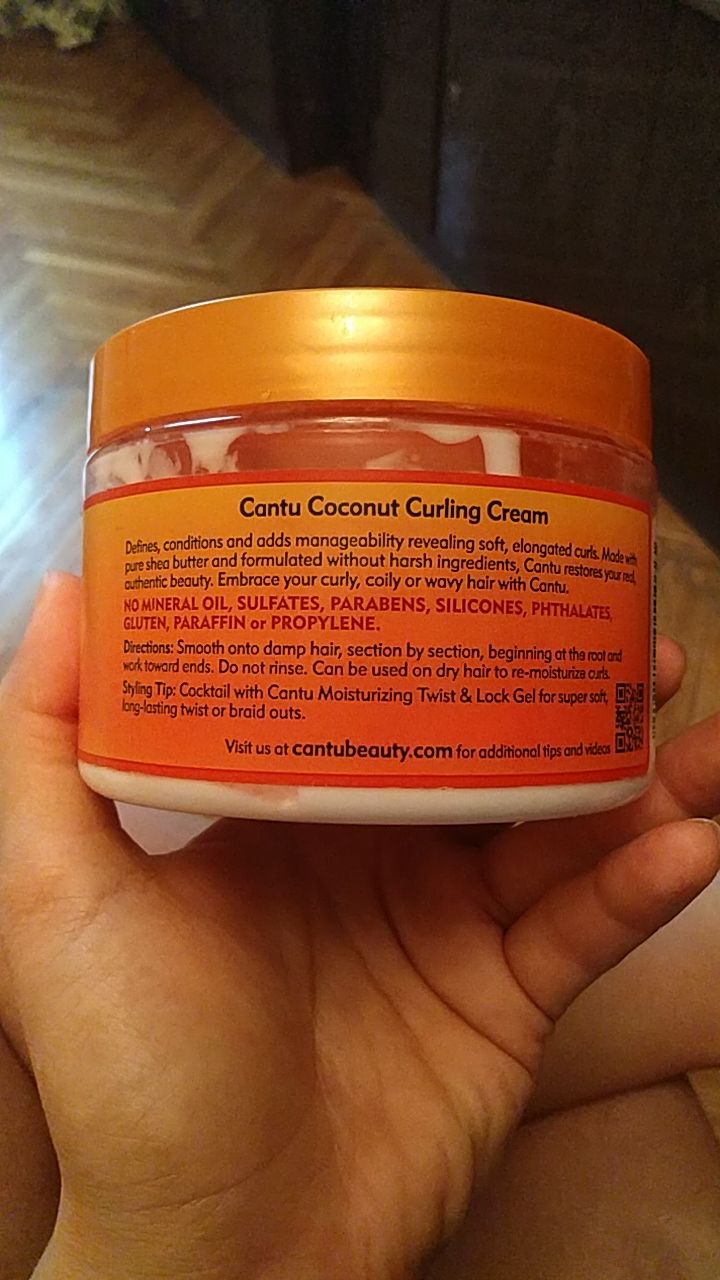 Cantu Coconut Curling Cream
Defines, conditions and adds manageability revealing soft, elongated curls. Made with
pure shea butter and formulated without harsh ingredients, Cantu restores your real,
authentic beauty. Embrace your curly, coily or wavy hair with Cantu.
NO MINERAL OIL, SULFATES, PARABENS, SILICONES, PHTHALATES,
GLUTEN, PARAFFIN or PROPYLENE.
Directions: Smooth onto damp hair, section by section, beginning at the root and
work toward ends. Do not rinse. Can be used on dry hair to re-moisturize curls.
Styling Tip: Cocktail with Cantu Moisturizing Twist & Lock Gel for super soft,
long-lasting twist or braid outs.
Visit us at cantubeauty.com for additional tips and videos